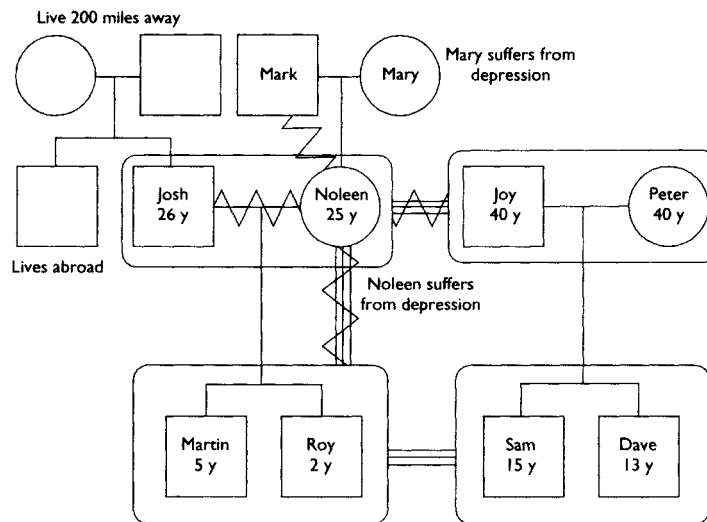 Live 200 miles away
Mark
Mary
Mary suffers from
depression
Josh
26 y
Noleen
25 y
Joy
40 y
Peter
40 y
Lives abroad
Noleen suffers
from depression
Martin
5 y
Roy
2 y
Sam
15 y
Dave
13 y